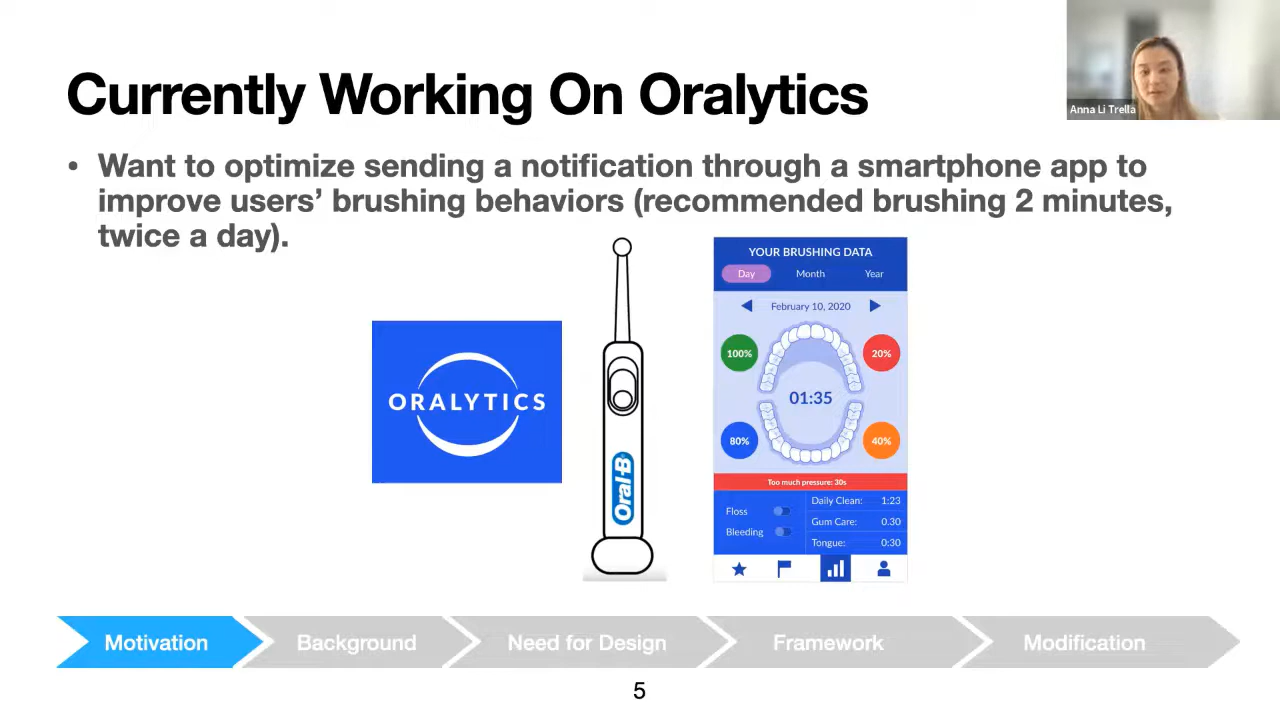 Currently Working On Oralytics
Anna Li Trella
• Want to optimize sending a notification through a smartphone app to
improve users’ brushing behaviors (recommended brushing 2 minutes,
twice a day).
ORALYTICS
Oral-B
YOUR BRUSHING DATA
Day Month Year
February 10, 2020
100% 20%
01:35
80% 40%
Too much pressure: 30s
Floss
Bleeding
Daily Clean: 1:23
Gum Care: 0.30
Tongue: 0:30
Motivation Background Need for Design Framework Modification
5